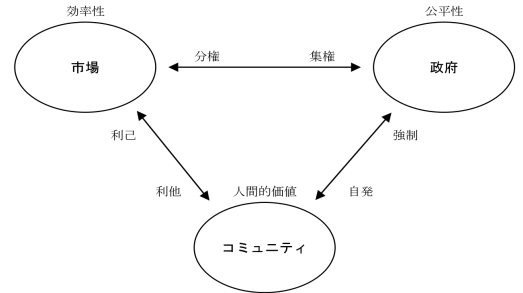 効率性
公平性
市場
分権
集権
政府
利己
強制
利他
人間的価値
自発
コミュニティ